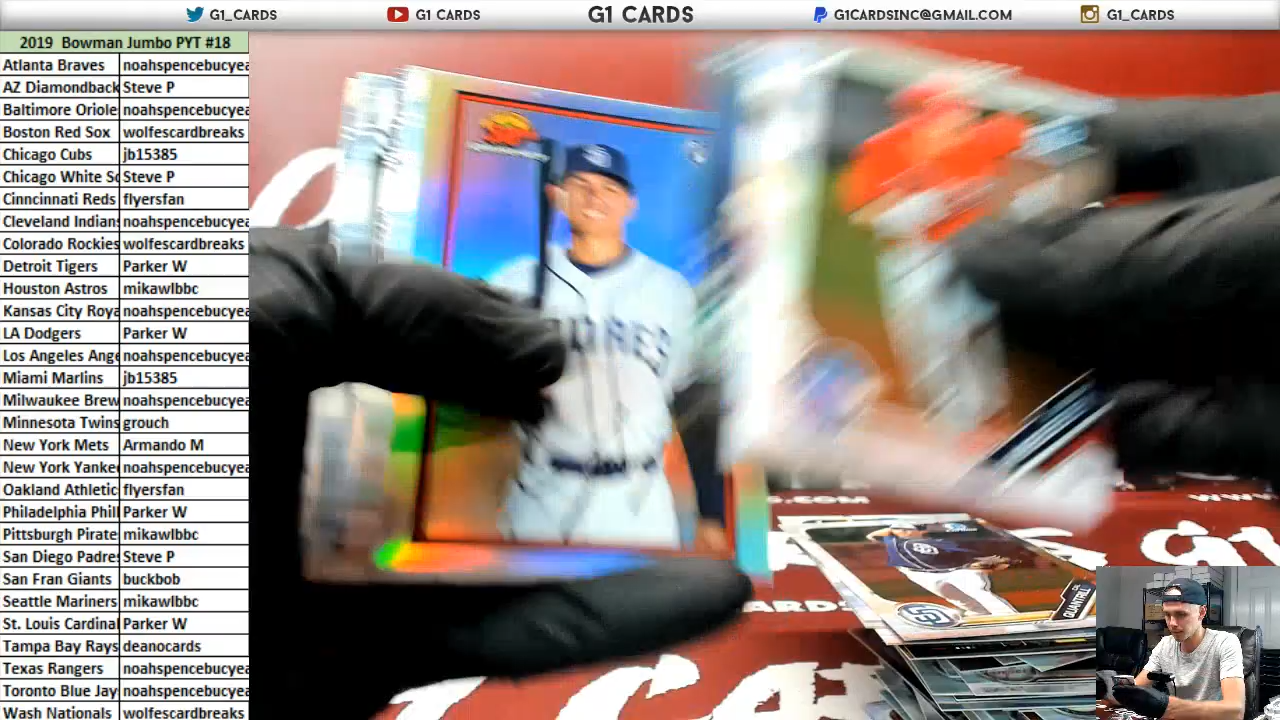 G1_CARDS
G1 CARDS
G1 CARDS
G1CARDSINC@GMAIL.COM
G1_CARDS
2019 Bowman Jumbo PYT #18
Atlanta Braves noahspencebucyea
AZ Diamondback Steve P
Baltimore Oriole noahspencebucyea
Boston Red Sox wolfescardbreaks
Chicago Cubs jb15385
Chicago White So Steve P
Cinncinnati Reds flyersfan
Cleveland Indians noahspencebucyea
Colorado Rockies wolfescardbreaks
Detroit Tigers Parker W
Houston Astros mikawlbbc
Kansas City Roya noahspencebucyea
LA Dodgers Parker W
Los Angeles Ange noahspencebucyea
Miami Marlins jb15385
Milwaukee Brew noahspencebucyea
Minnesota Twins grouch
New York Mets Armando M
New York Yankee noahspencebucyea
Oakland Athletic flyersfan
Philadelphia Phill Parker W
Pittsburgh Pirate mikawlbbc
San Diego Padres Steve P
San Fran Giants buckbob
Seattle Mariners mikawlbbc
St. Louis Cardinal Parker W
Tampa Bay Rays deanocards
Texas Rangers noahspencebucyea
Toronto Blue Jay noahspencebucyea
Wash Nationals wolfescardbreaks
QUANTRILL